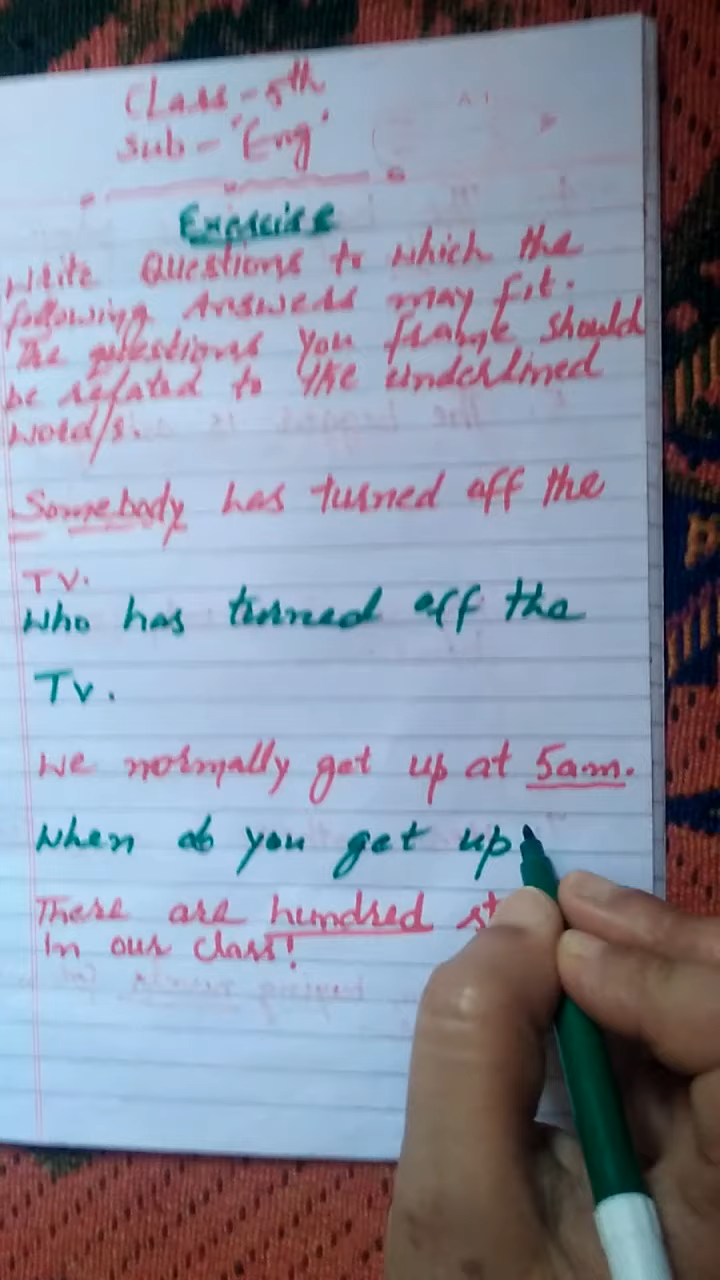 Class - 5th
Sub - 'Eng'
Exercise
Write Questions to which the
following Answers may fit.
The questions you frame should
be related to the underlined
word/s.
Somebody has turned off the
TV.
Who has turned off the
TV.
We normally get up at 5am.
When do you get up
There are hundred
in our class!